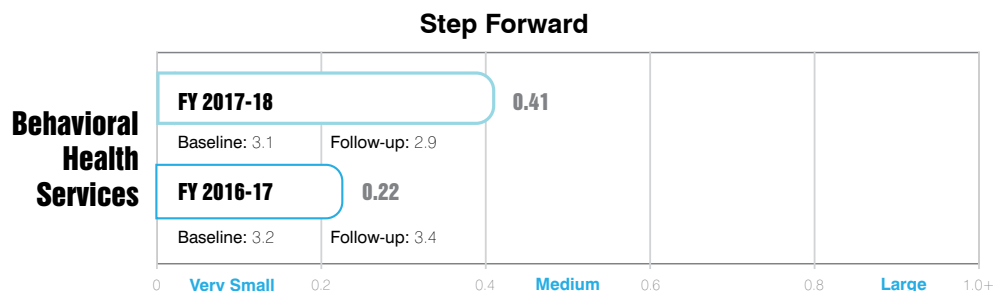 Step Forward
Behavioral
Health
Services
FY 2017-18
0.41
Baseline: 3.1 Follow-up: 2.9
FY 2016-17
0.22
Baseline: 3.2 Follow-up: 3.4
0 Very Small 0.2 0.4 Medium 0.6 0.8 Large 1.0+